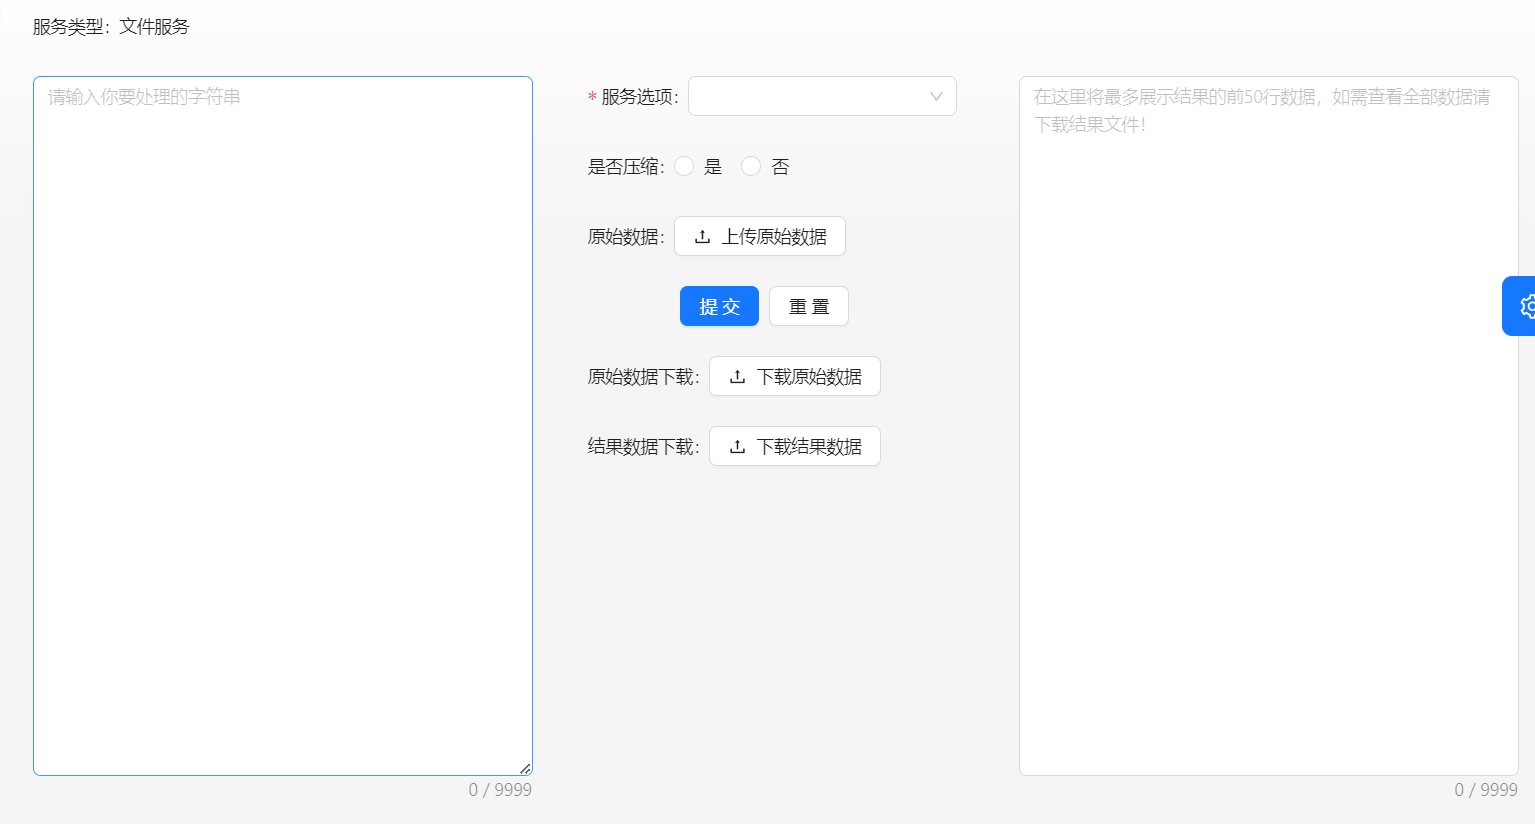 服务类型：文件服务
请输入你要处理的字符串
0 / 9999
* 服务选项：
是否压缩： 是 否
原始数据： 上传原始数据
提 交 重 置
原始数据下载： 下载原始数据
结果数据下载： 下载结果数据
在这里将最多展示结果的前50行数据，如需查看全部数据请
下载结果文件！
0 / 9999